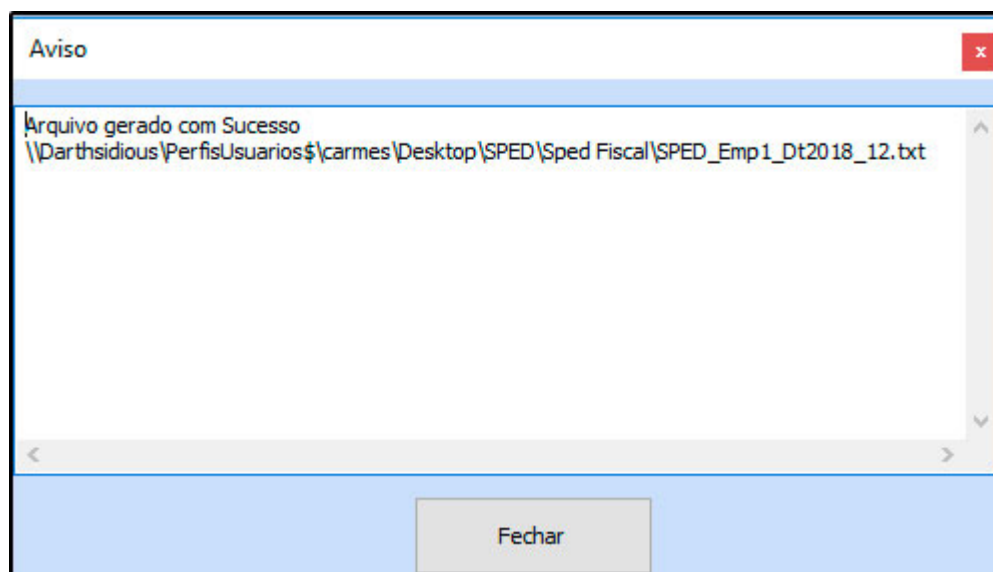 Aviso
x
Arquivo gerado com Sucesso
\\Darthsidious\PerfisUsuarios$\carmes\Desktop\SPED\Sped Fiscal\SPED_Emp1_Dt2018_12.txt
Fechar